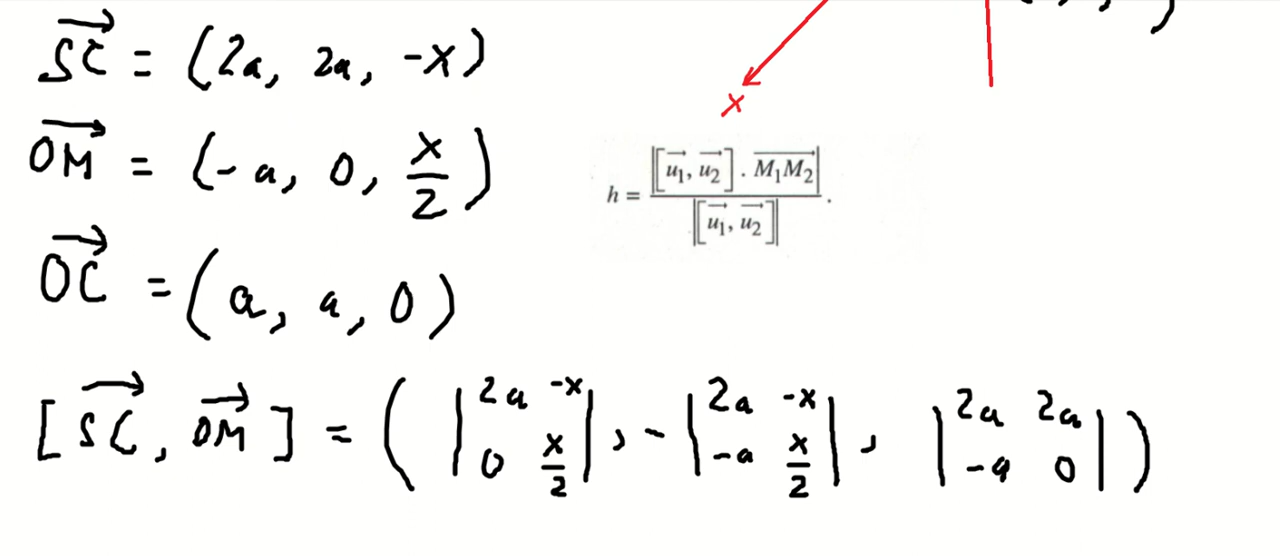 SC→ = (2a, 2a, -x)
OM→ = (-a, 0, x/2)
OC→ = (a, a, 0)
x
h = |[u₁→, u₂→] . M₁M₂→| / |[u₁→, u₂→]| .
[SC→, OM→] = ( |2a -x; 0 x/2|, -|2a -x; -a x/2|, |2a 2a; -a 0| )